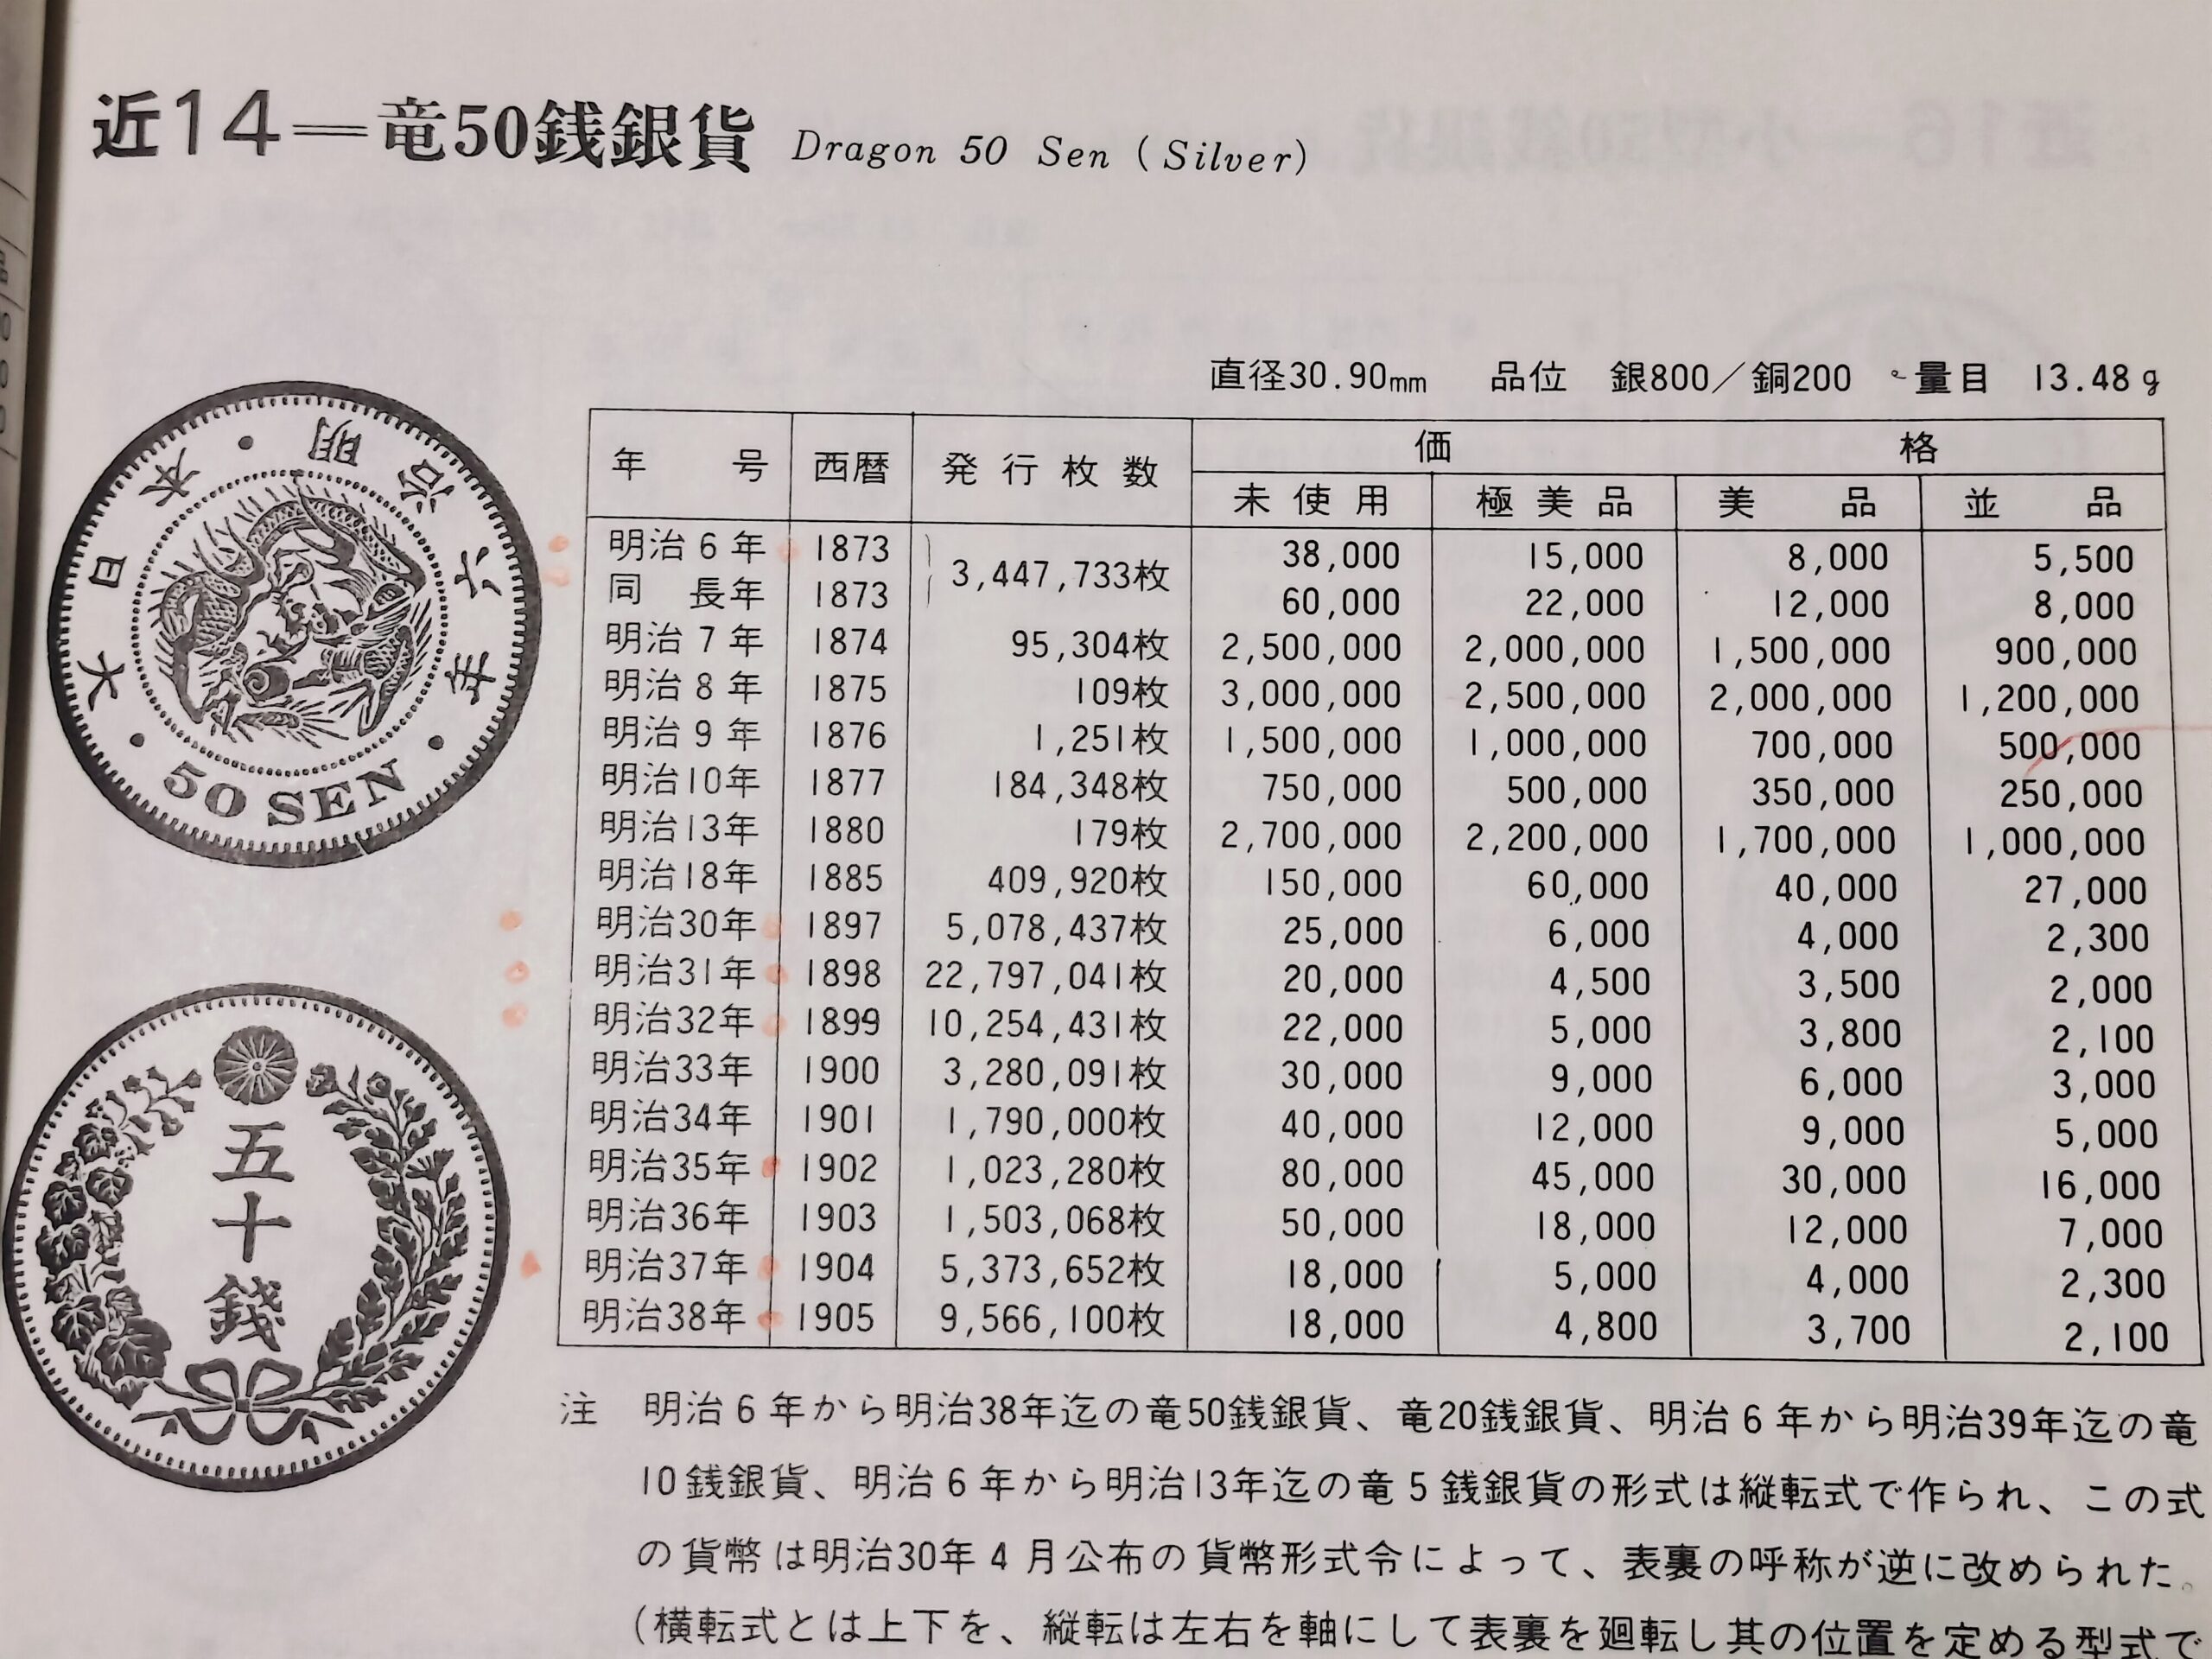 近14＝竜50銭銀貨 Dragon 50 Sen (Silver)
直径30.90mm 品位 銀800／銅200 量目 13.48g
大日本・明治六年・50 SEN・
五十錢
年号 西暦 発行枚数 価格
未使用 極美品 美品 並品
明治6年 1873 3,447,733枚 38,000 15,000 8,000 5,500
同 長年 1873 60,000 22,000 12,000 8,000
明治7年 1874 95,304枚 2,500,000 2,000,000 1,500,000 900,000
明治8年 1875 109枚 3,000,000 2,500,000 2,000,000 1,200,000
明治9年 1876 1,251枚 1,500,000 1,000,000 700,000 500,000
明治10年 1877 184,348枚 750,000 500,000 350,000 250,000
明治13年 1880 179枚 2,700,000 2,200,000 1,700,000 1,000,000
明治18年 1885 409,920枚 150,000 60,000 40,000 27,000
明治30年 1897 5,078,437枚 25,000 6,000 4,000 2,300
明治31年 1898 22,797,041枚 20,000 4,500 3,500 2,000
明治32年 1899 10,254,431枚 22,000 5,000 3,800 2,100
明治33年 1900 3,280,091枚 30,000 9,000 6,000 3,000
明治34年 1901 1,790,000枚 40,000 12,000 9,000 5,000
明治35年 1902 1,023,280枚 80,000 45,000 30,000 16,000
明治36年 1903 1,503,068枚 50,000 18,000 12,000 7,000
明治37年 1904 5,373,652枚 18,000 5,000 4,000 2,300
明治38年 1905 9,566,100枚 18,000 4,800 3,700 2,100
注 明治6年から明治38年迄の竜50銭銀貨、竜20銭銀貨、明治6年から明治39年迄の竜
10銭銀貨、明治6年から明治13年迄の竜5銭銀貨の形式は縦転式で作られ、この式
の貨幣は明治30年4月公布の貨幣形式令によって、表裏の呼称が逆に改められた。
(横転式とは上下を、縦転は左右を軸にして表裏を廻転し其の位置を定める型式で